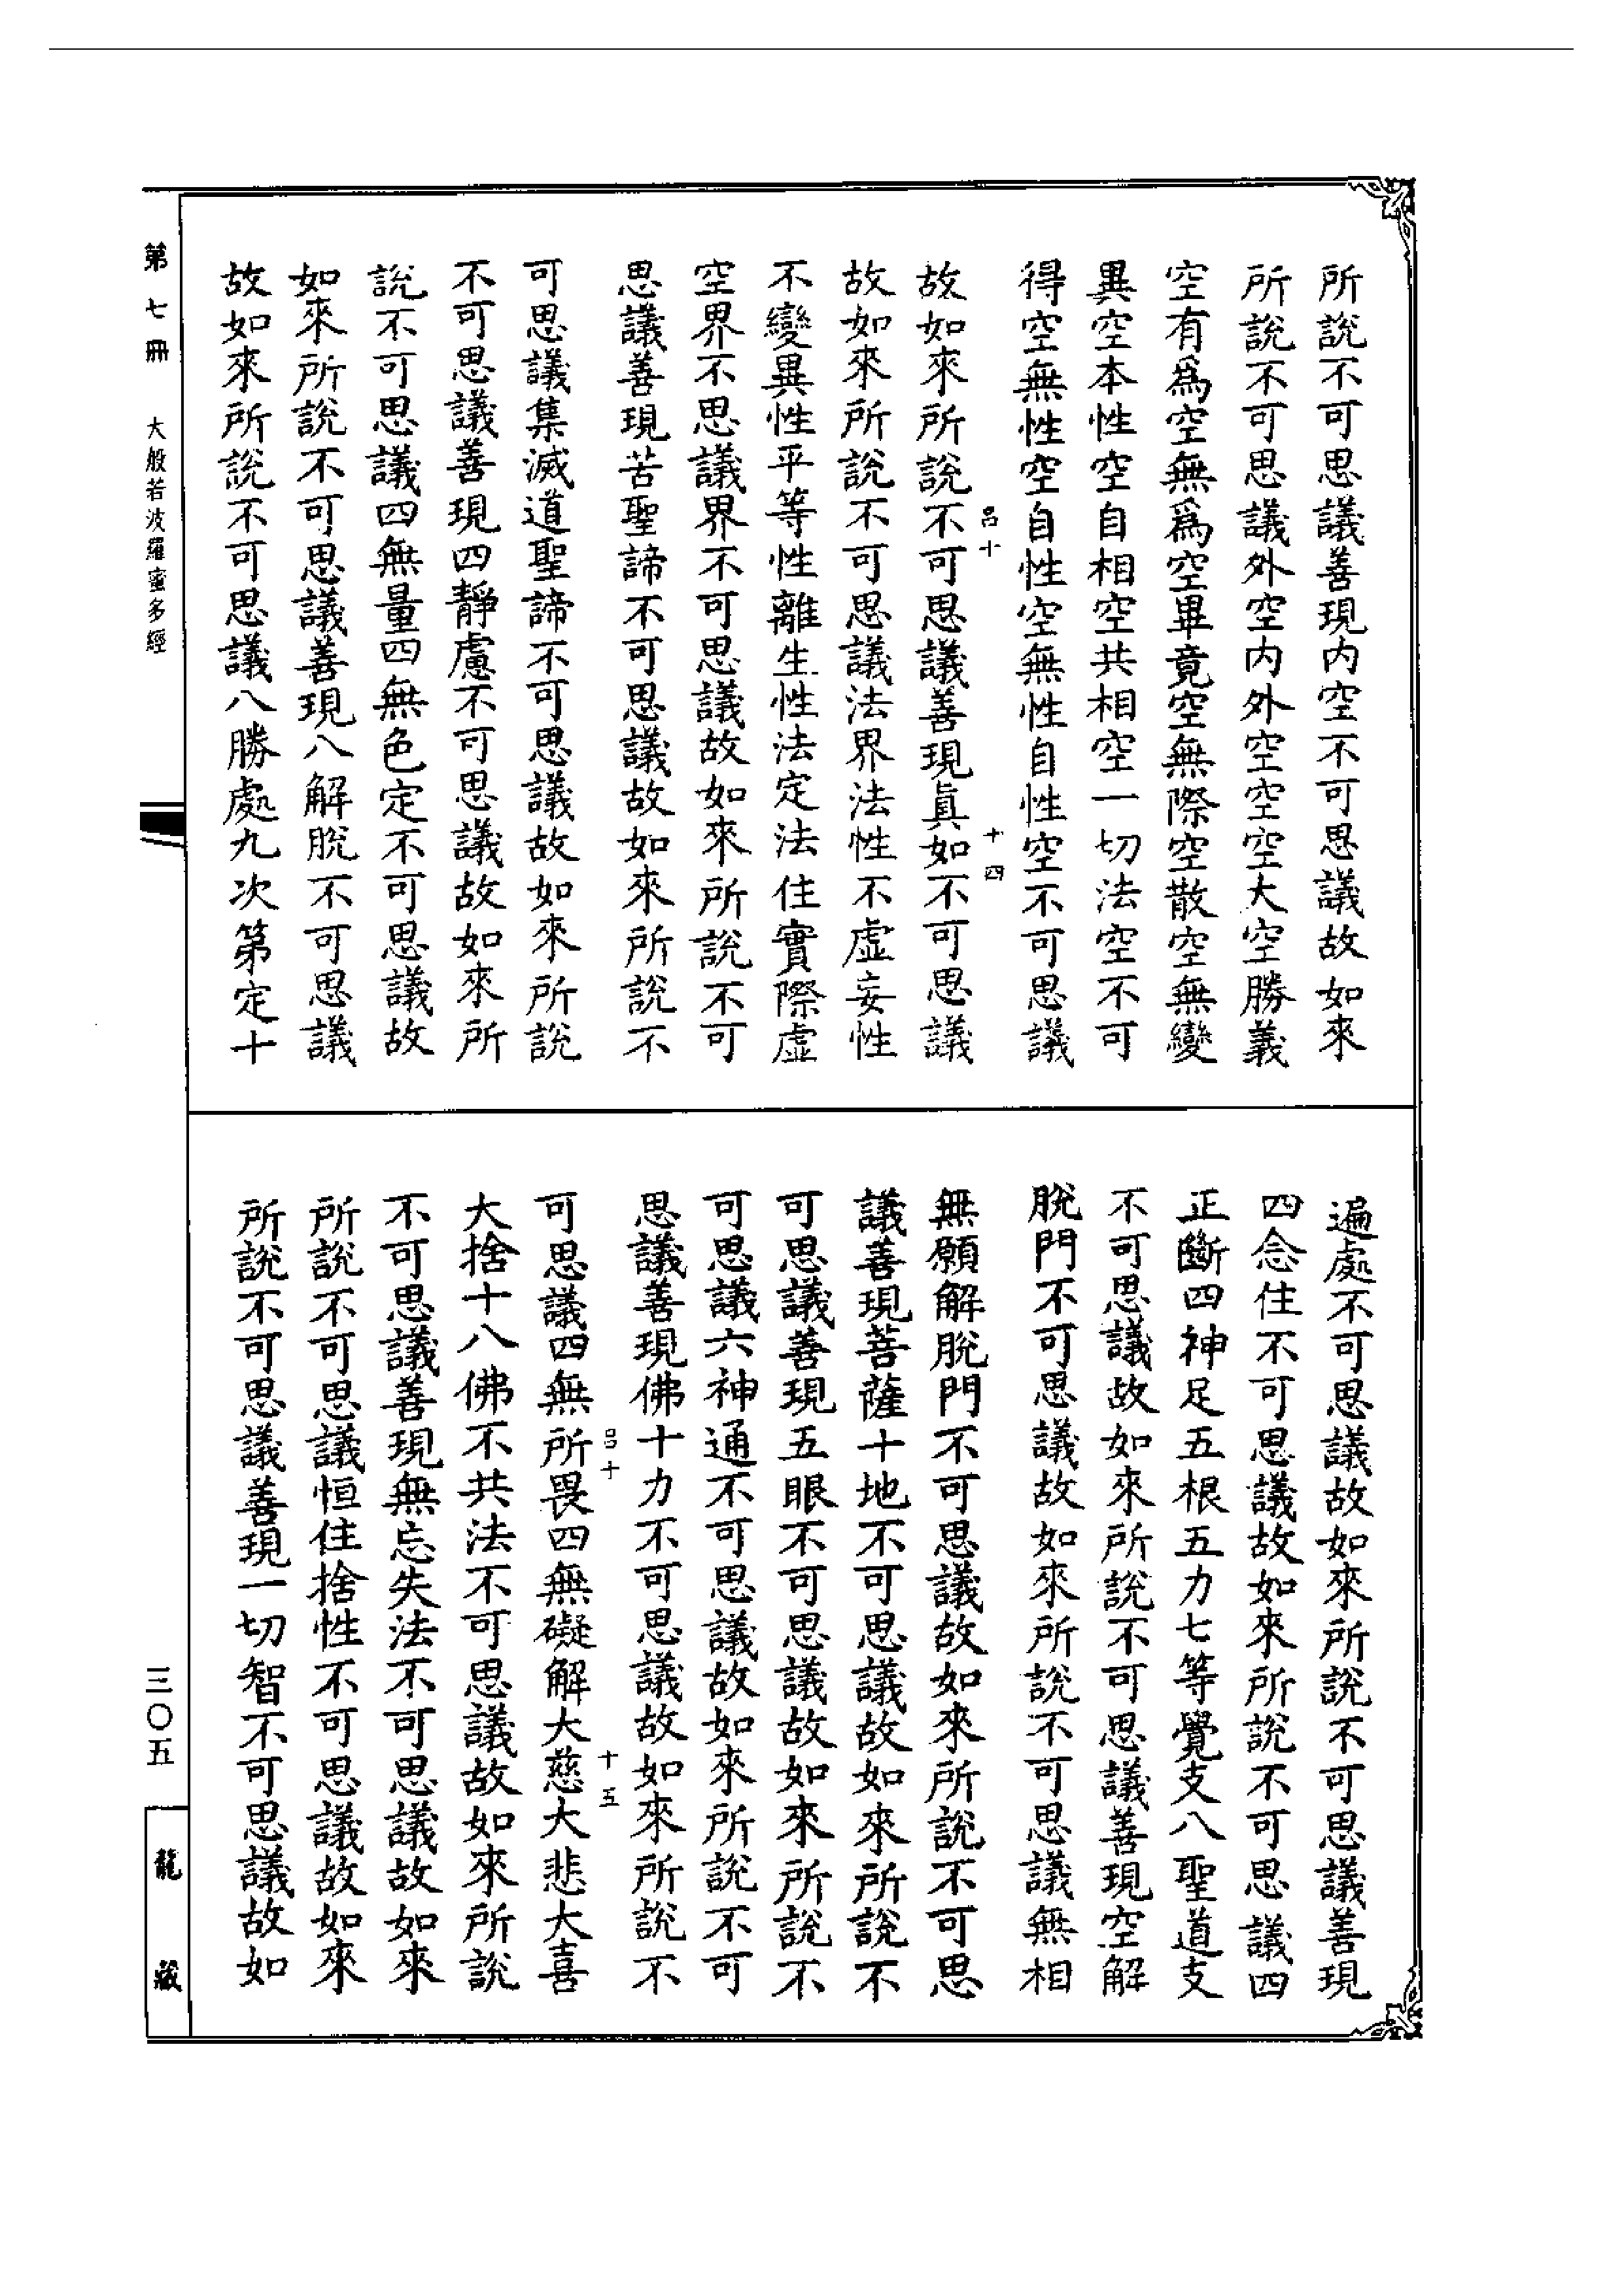 所說不可思議善現內空不可思議故如來
所說不可思議外空內外空空空大空勝義
空有爲空無爲空畢竟空無際空散空無變
異空本性空自相空共相空一切法空不可
得空無性空自性空無性自性空不可思議
呂十 十四
故如來所說不可思議善現眞如不可思議
故如來所說不可思議法界法性不虛妄性
不變異性平等性離生性法定法住實際虛
空界不思議界不可思議故如來所說不可
思議善現苦聖諦不可思議故如來所說不
可思議集滅道聖諦不可思議故如來所說
不可思議善現四靜慮不可思議故如來所
說不可思議四無量四無色定不可思議故
如來所說不可思議善現八解脫不可思議
故如來所說不可思議八勝處九次第定十
遍處不可思議故如來所說不可思議善現
四念住不可思議故如來所說不可思議四
正斷四神足五根五力七等覺支八聖道支
不可思議故如來所說不可思議善現空解
脫門不可思議故如來所說不可思議無相
無願解脫門不可思議故如來所說不可思
議善現菩薩十地不可思議故如來所說不
可思議善現五眼不可思議故如來所說不
可思議六神通不可思議故如來所說不可
思議善現佛十力不可思議故如來所說不
呂十 十五
可思議四無所畏四無礙解大慈大悲大喜
大捨十八佛不共法不可思議故如來所說
不可思議善現無忘失法不可思議故如來
所說不可思議恒住捨性不可思議故如來
所說不可思議善現一切智不可思議故如
第七冊 大般若波羅蜜多經
三〇五
龍藏